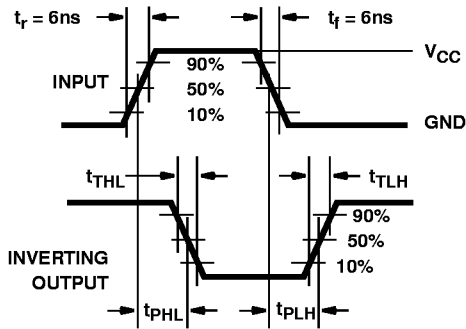 tr = 6ns
tf = 6ns
VCC
INPUT
90%
50%
10%
GND
tTHL
tTLH
90%
50%
10%
INVERTING
OUTPUT
tPHL
tPLH